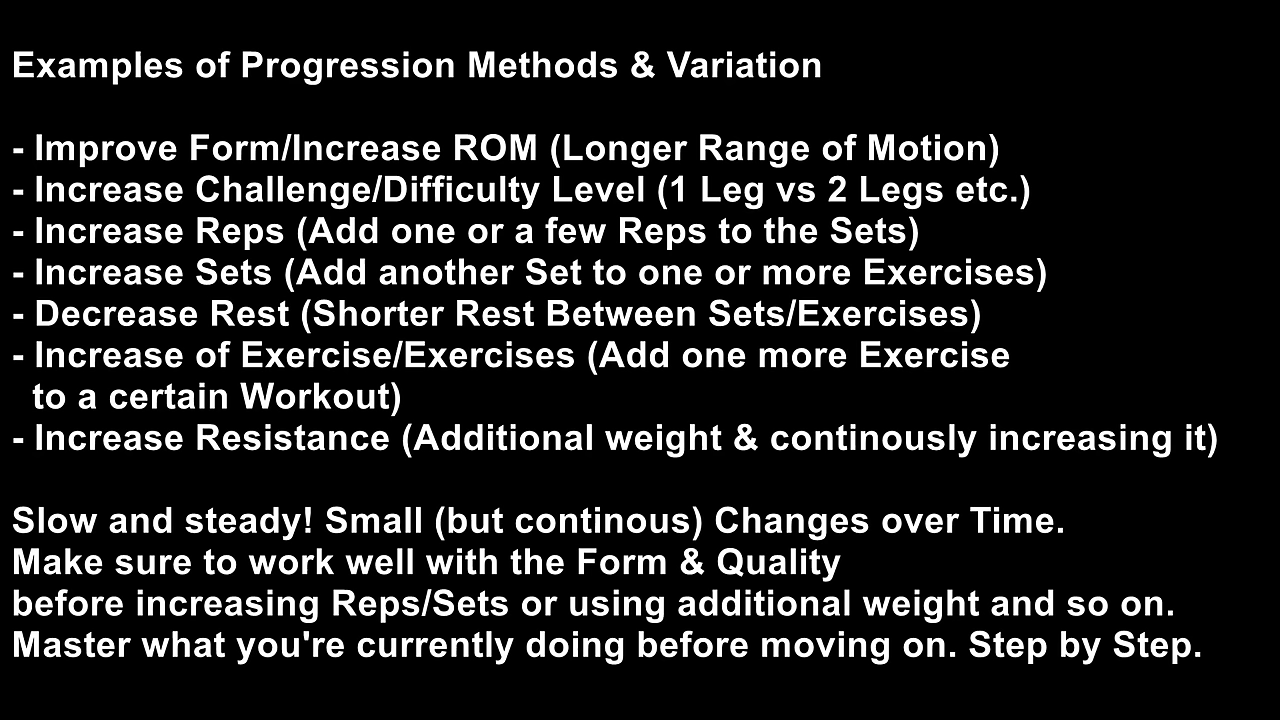 Examples of Progression Methods & Variation
- Improve Form/Increase ROM (Longer Range of Motion)
- Increase Challenge/Difficulty Level (1 Leg vs 2 Legs etc.)
- Increase Reps (Add one or a few Reps to the Sets)
- Increase Sets (Add another Set to one or more Exercises)
- Decrease Rest (Shorter Rest Between Sets/Exercises)
- Increase of Exercise/Exercises (Add one more Exercise
to a certain Workout)
- Increase Resistance (Additional weight & continously increasing it)
Slow and steady! Small (but continous) Changes over Time.
Make sure to work well with the Form & Quality
before increasing Reps/Sets or using additional weight and so on.
Master what you're currently doing before moving on. Step by Step.